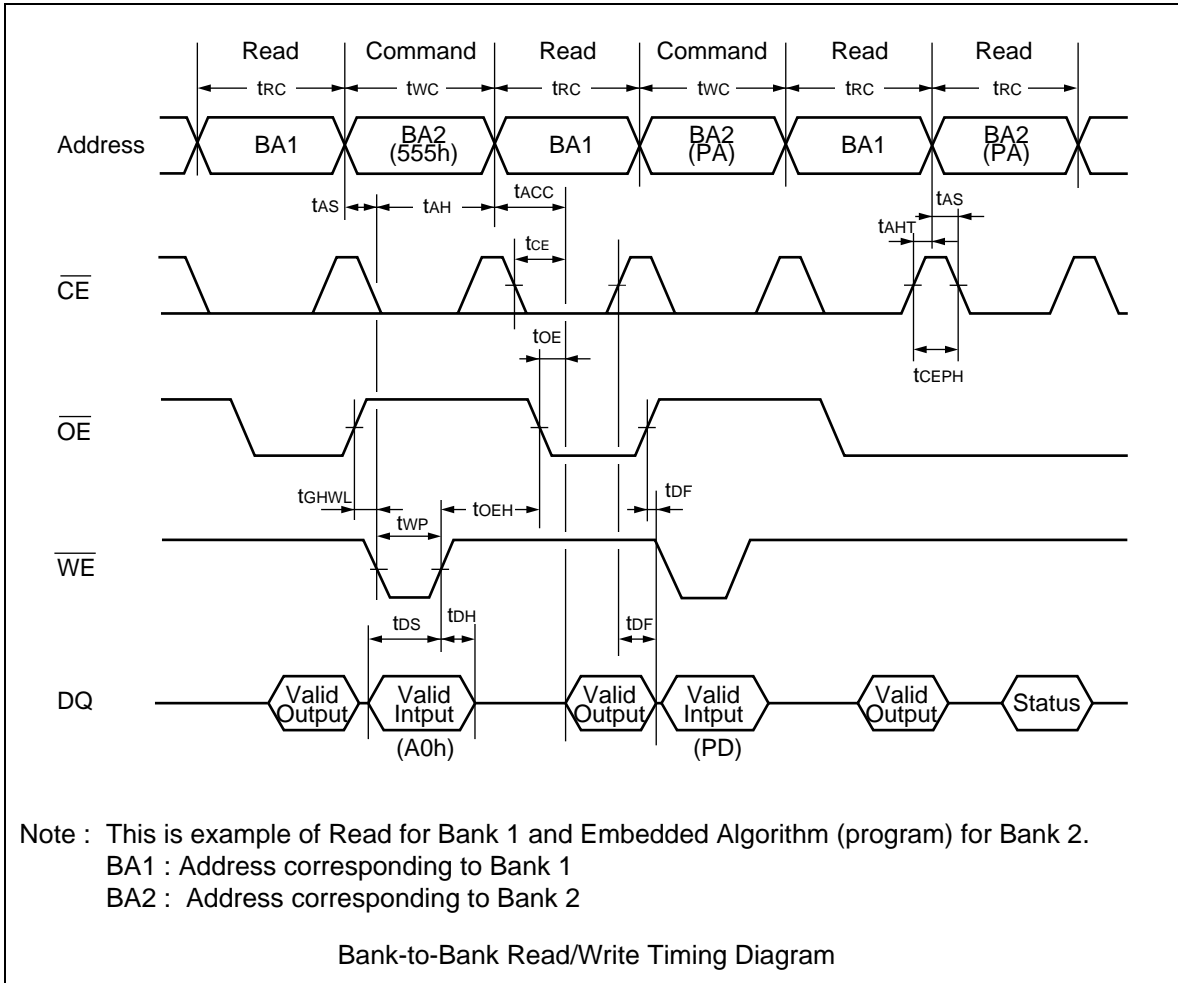 Read Command Read Command Read Read
tRC tWC tRC tWC tRC tRC
Address BA1 BA2 (555h) BA1 BA2 (PA) BA1 BA2 (PA)
tAS tAH tACC tAS
tAHT
tCE
CE
tOE
tCEPH
OE
tGHWL tWP tOEH tDF
WE
tDS tDH tDF
DQ Valid Output Valid Intput Valid Output Valid Intput Valid Output Status
(A0h) (PD)
Note : This is example of Read for Bank 1 and Embedded Algorithm (program) for Bank 2.
BA1 : Address corresponding to Bank 1
BA2 : Address corresponding to Bank 2
Bank-to-Bank Read/Write Timing Diagram